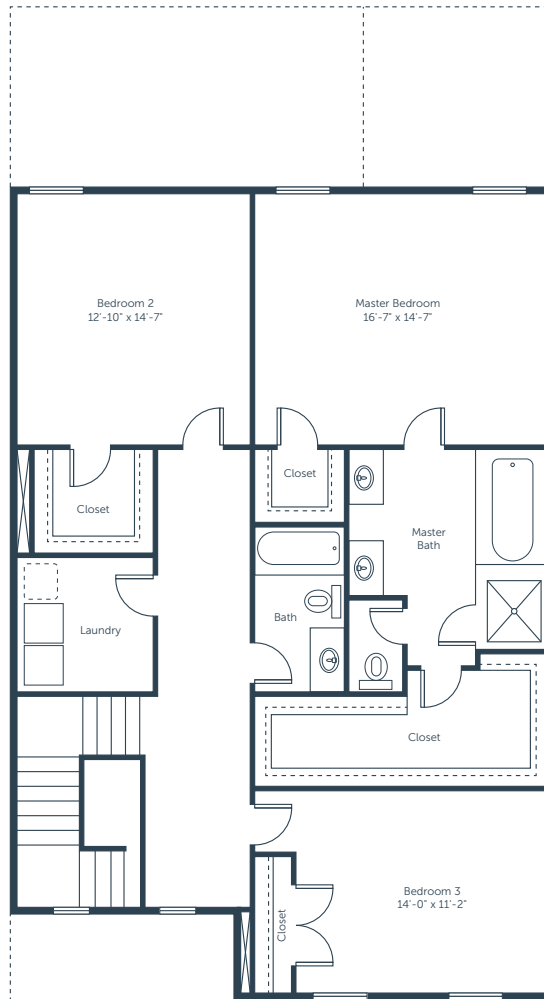 Bedroom 2
12'-10" x 14'-7"
Master Bedroom
16'-7" x 14'-7"
Closet
Closet
Master
Bath
Bath
Laundry
Closet
Bedroom 3
14'-0" x 11'-2"
Closet